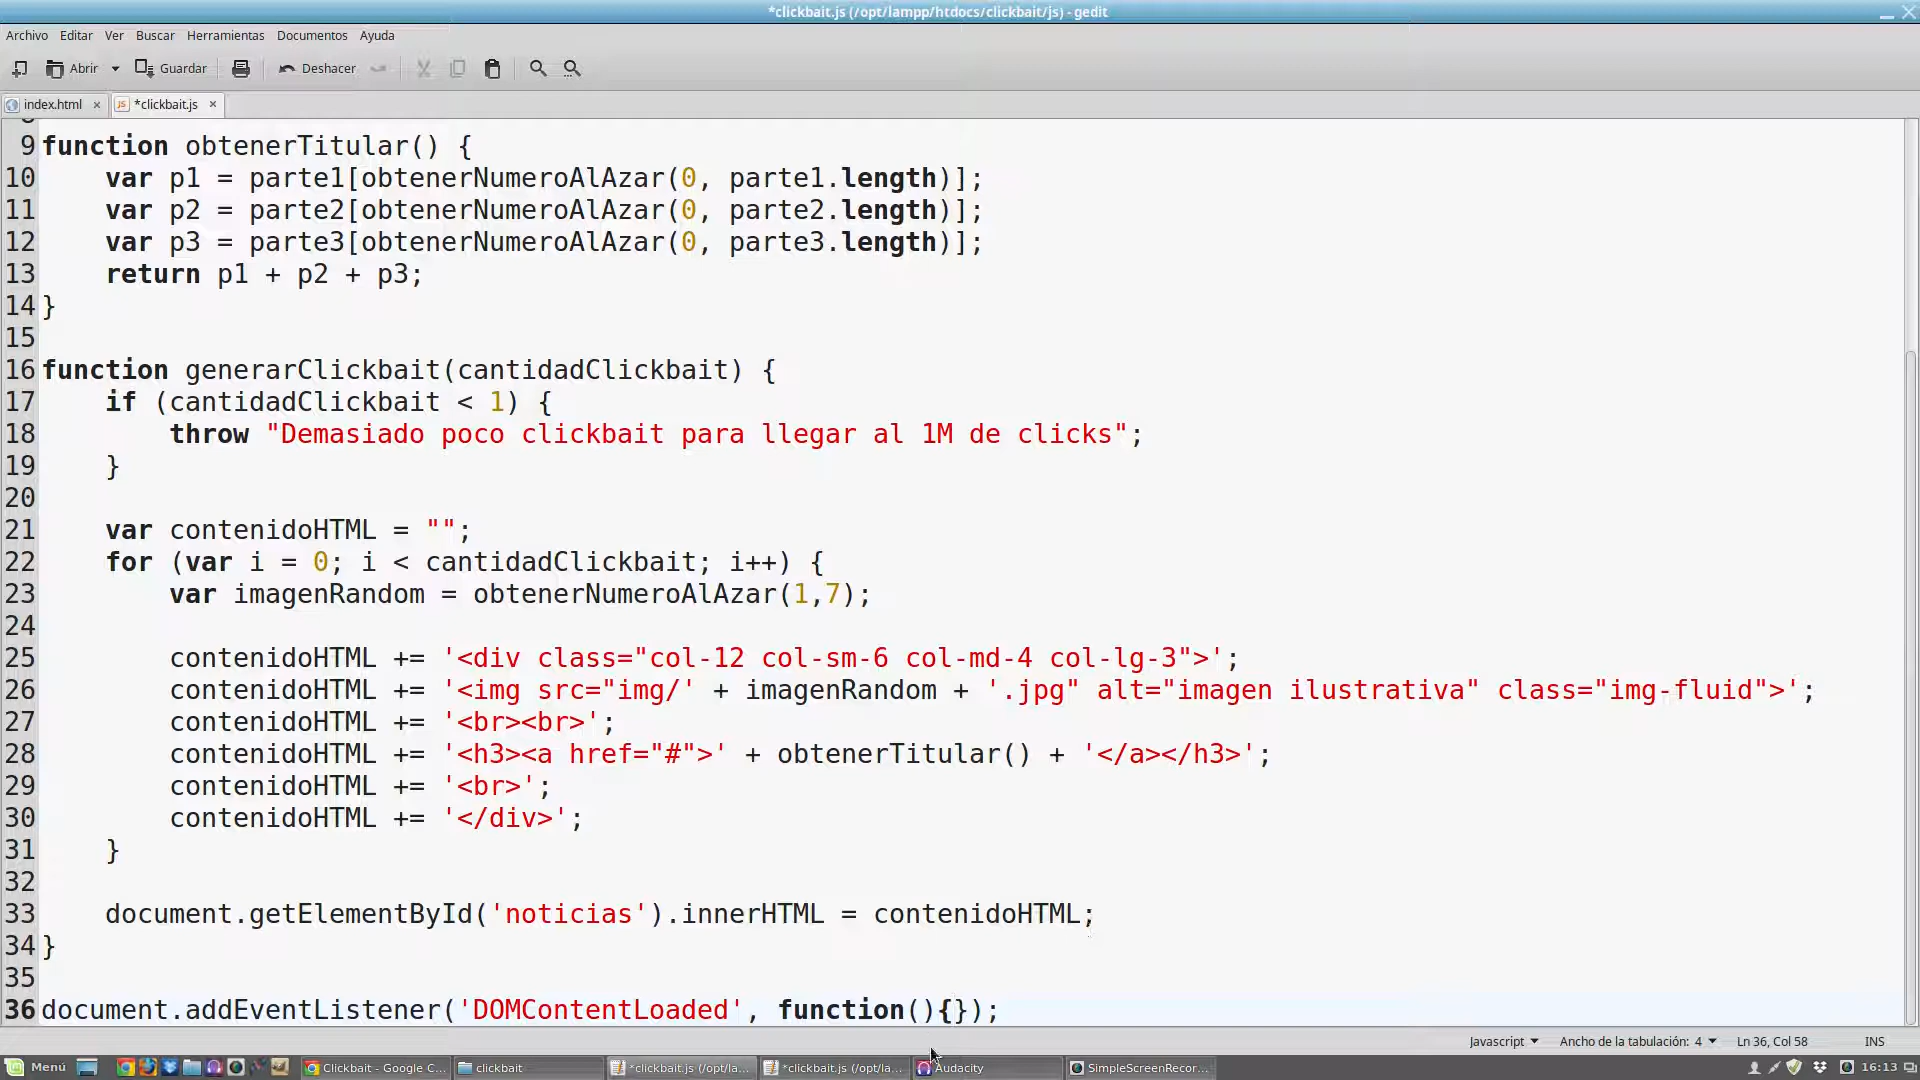 *clickbait.js (/opt/lampp/htdocs/clickbait/js) - gedit
Archivo Editar Ver Buscar Herramientas Documentos Ayuda
Abrir Guardar Deshacer
index.html × JS *clickbait.js ×
9 function obtenerTitular() {
10     var p1 = parte1[obtenerNumeroAlAzar(0, parte1.length)];
11     var p2 = parte2[obtenerNumeroAlAzar(0, parte2.length)];
12     var p3 = parte3[obtenerNumeroAlAzar(0, parte3.length)];
13     return p1 + p2 + p3;
14 }
15
16 function generarClickbait(cantidadClickbait) {
17     if (cantidadClickbait < 1) {
18         throw "Demasiado poco clickbait para llegar al 1M de clicks";
19     }
20
21     var contenidoHTML = "";
22     for (var i = 0; i < cantidadClickbait; i++) {
23         var imagenRandom = obtenerNumeroAlAzar(1,7);
24
25         contenidoHTML += '<div class="col-12 col-sm-6 col-md-4 col-lg-3">';
26         contenidoHTML += '<img src="img/' + imagenRandom + '.jpg" alt="imagen ilustrativa" class="img-fluid">';
27         contenidoHTML += '<br><br>';
28         contenidoHTML += '<h3><a href="#">' + obtenerTitular() + '</a></h3>';
29         contenidoHTML += '<br>';
30         contenidoHTML += '</div>';
31     }
32
33     document.getElementById('noticias').innerHTML = contenidoHTML;
34 }
35
36 document.addEventListener('DOMContentLoaded', function(){});
Javascript Ancho de la tabulación: 4 Ln 36, Col 58 INS
Menú Clickbait - Google C... clickbait *clickbait.js (/opt/la... *clickbait.js (/opt/la... Audacity SimpleScreenRecor... 16:13